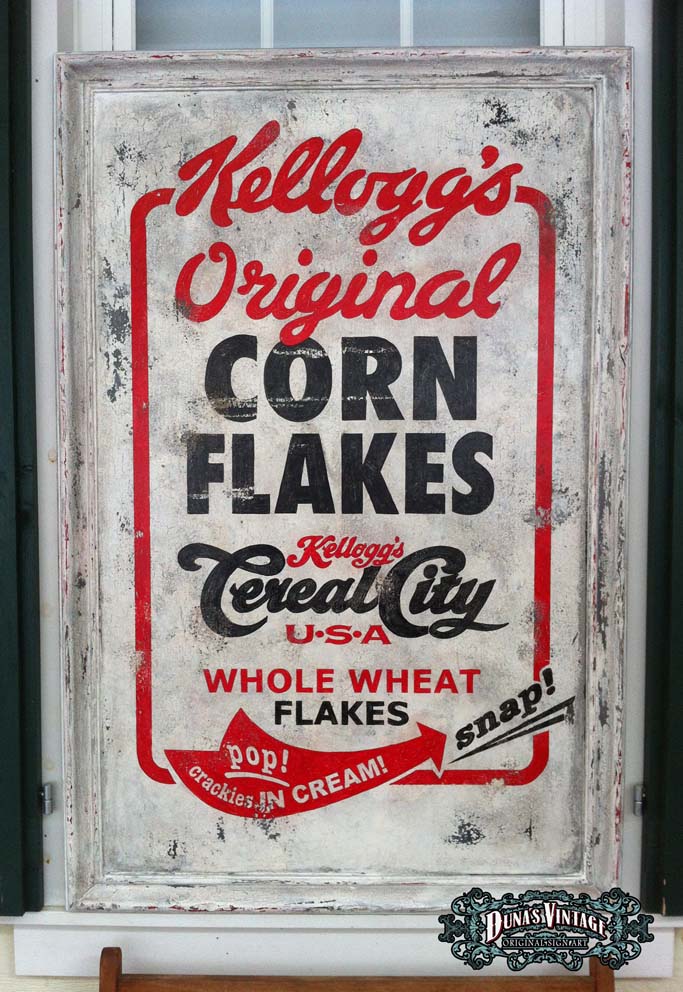 Kellogg's
Original
CORN
FLAKES
Kellogg's
Cereal City
U·S·A
WHOLE WHEAT
FLAKES
snap!
pop!
crackies IN CREAM!
DUNA'S VINTAGE
ORIGINAL SIGN ART